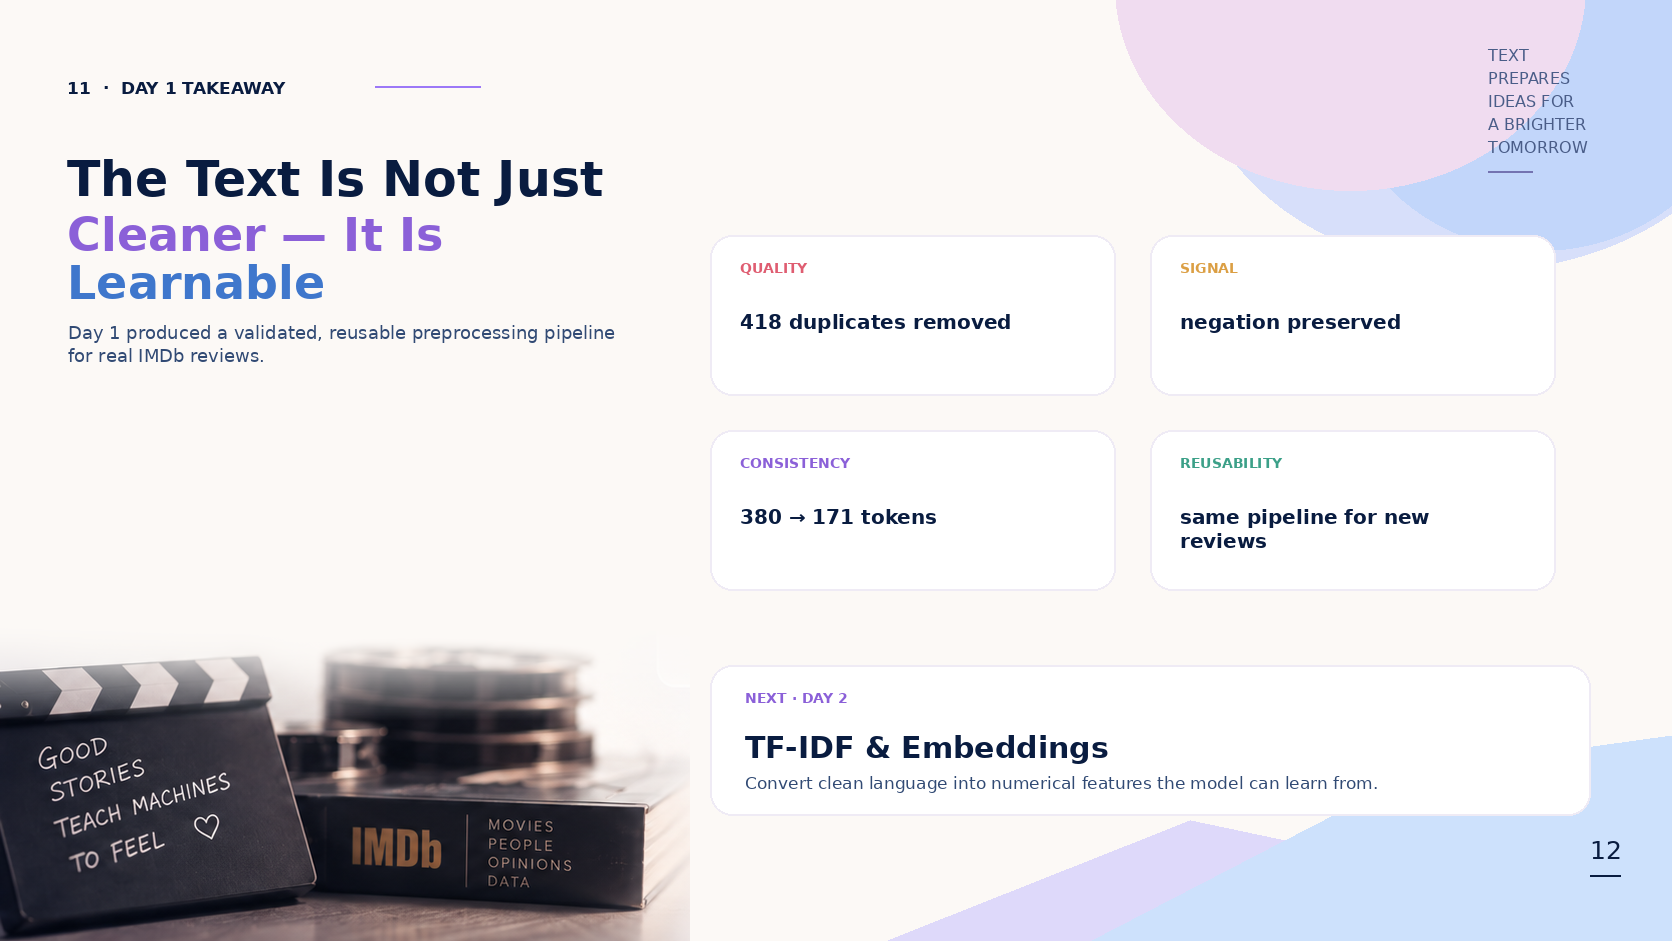 11 · DAY 1 TAKEAWAY
TEXT
PREPARES
IDEAS FOR
A BRIGHTER
TOMORROW
The Text Is Not Just
Cleaner — It Is
Learnable
Day 1 produced a validated, reusable preprocessing pipeline
for real IMDb reviews.
QUALITY
418 duplicates removed
SIGNAL
negation preserved
CONSISTENCY
380 → 171 tokens
REUSABILITY
same pipeline for new
reviews
NEXT · DAY 2
TF-IDF & Embeddings
Convert clean language into numerical features the model can learn from.
GOOD
STORIES
TEACH MACHINES
TO FEEL ♡
IMDb
MOVIES
PEOPLE
OPINIONS
DATA
12